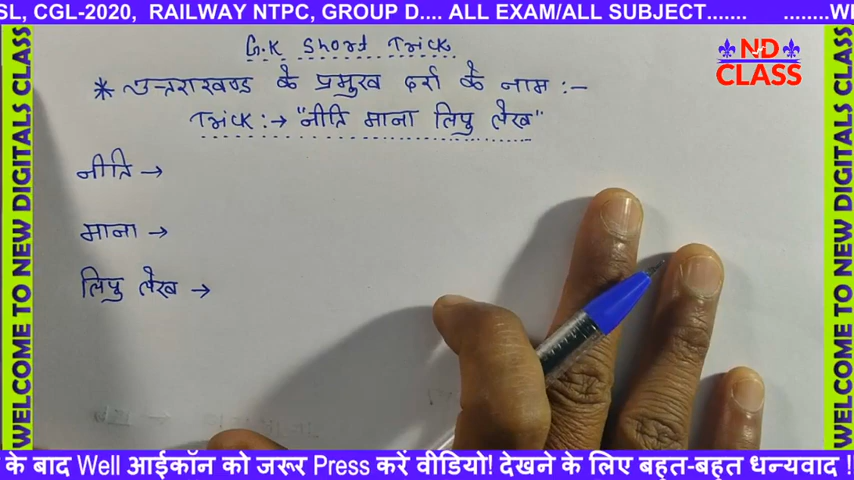 SL, CGL-2020, RAILWAY NTPC, GROUP D.... ALL EXAM/ALL SUBJECT....... ........WE
G.K Short Trick
ND
CLASS
* उत्तराखण्ड के प्रमुख दर्रा के नाम :-
Trick :→ "नीति माना लिपु लेख"
नीति →
माना →
लिपु लेख →
WELCOME TO NEW DIGITALS CLASS
WELCOME TO NEW DIGITALS CLASS
के बाद Well आईकॉन को जरूर Press करें वीडियो! देखने के लिए बहुत-बहुत धन्यवाद !